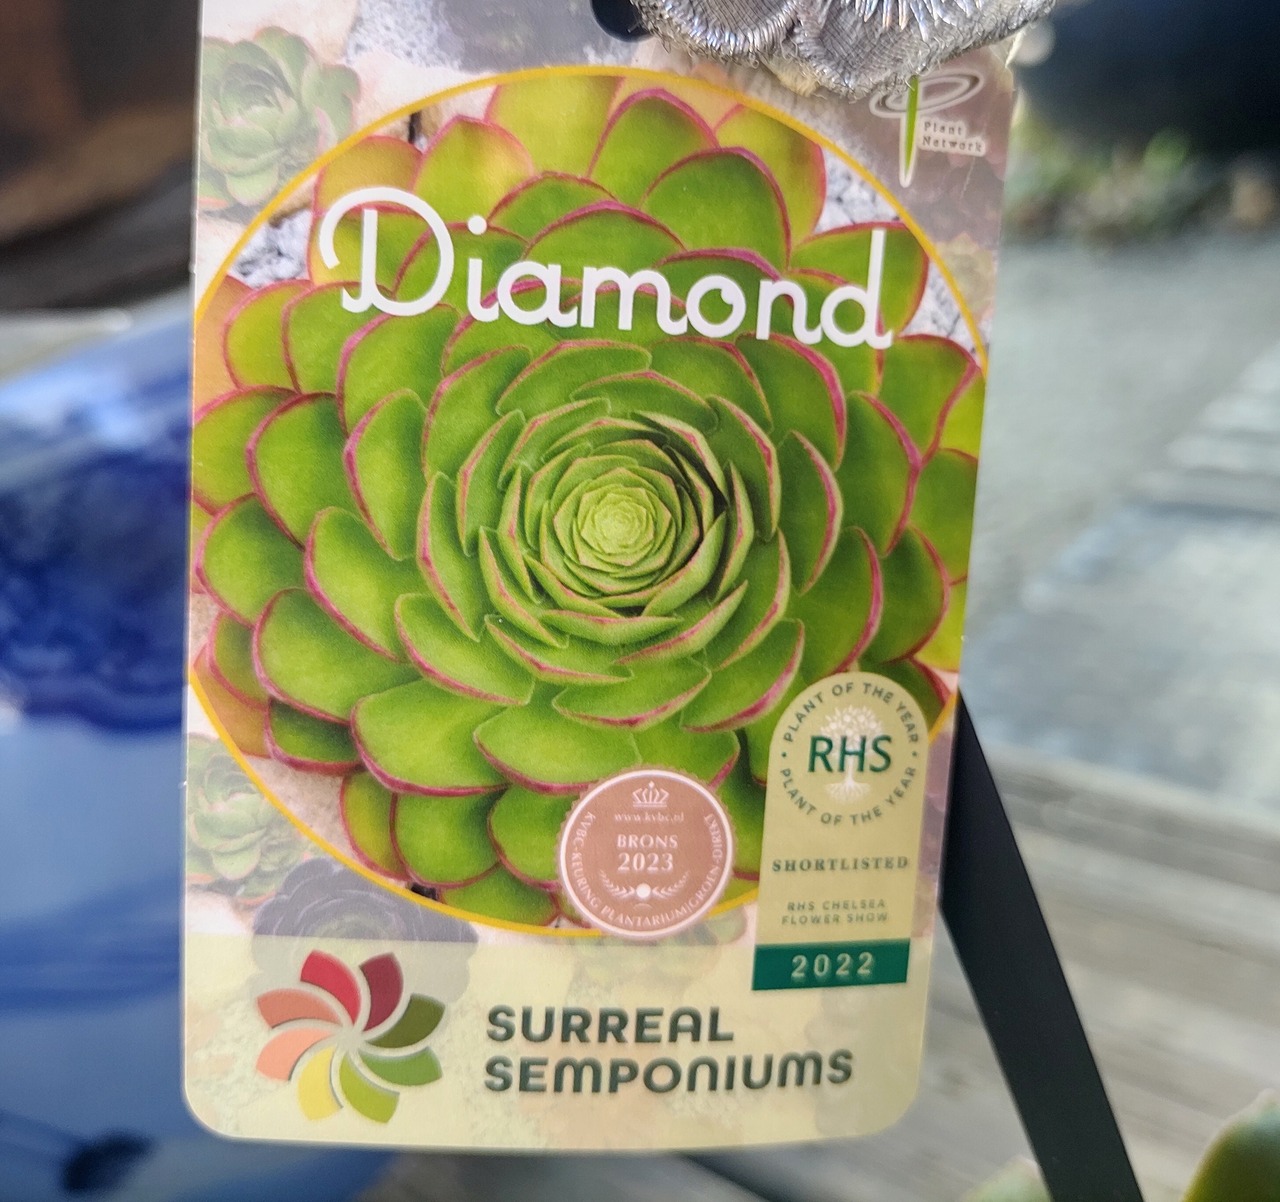 Plant
Network
Diamond
PLANT OF THE YEAR
RHS
PLANT OF THE YEAR
www.kvbc.nl
BRONS
2023
KVBC-KEURING PLANTARIUM|GROEN-DIREKT
SHORTLISTED
RHS CHELSEA
FLOWER SHOW
2022
SURREAL
SEMPONIUMS